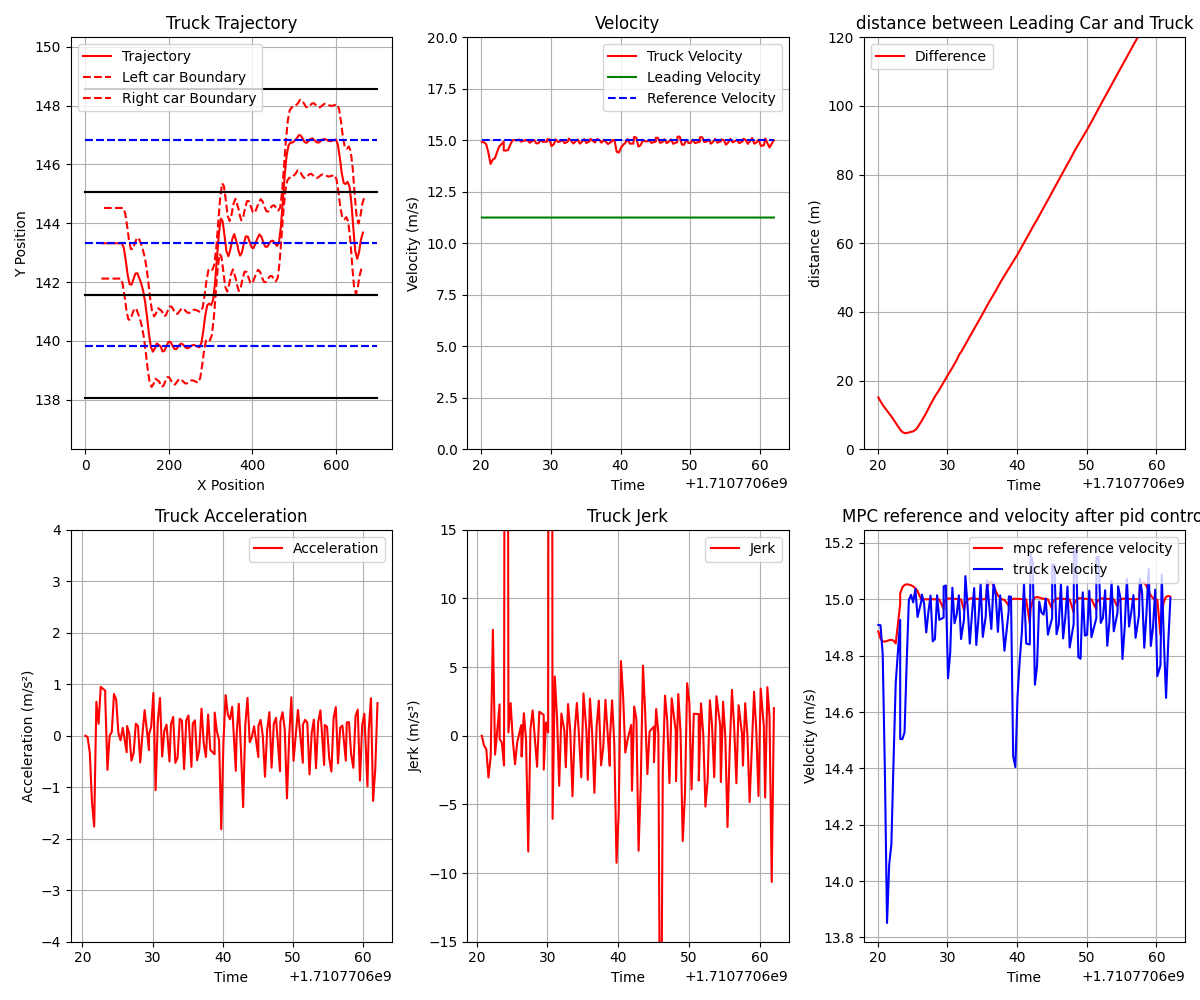 Truck Trajectory
150
148
146
144
142
140
138
Y Position
0
200
400
600
X Position
Trajectory
Left car Boundary
Right car Boundary
Velocity
20.0
17.5
15.0
12.5
10.0
7.5
5.0
2.5
0.0
Velocity (m/s)
20
30
40
50
60
Time
+1.7107706e9
Truck Velocity
Leading Velocity
Reference Velocity
distance between Leading Car and Truck
120
100
80
60
40
20
0
distance (m)
20
30
40
50
60
Time
+1.7107706e9
Difference
Truck Acceleration
4
3
2
1
0
−1
−2
−3
−4
Acceleration (m/s²)
20
30
40
50
60
Time
+1.7107706e9
Acceleration
Truck Jerk
15
10
5
0
−5
−10
−15
Jerk (m/s³)
20
30
40
50
60
Time
+1.7107706e9
Jerk
MPC reference and velocity after pid contro
15.2
15.0
14.8
14.6
14.4
14.2
14.0
13.8
Velocity (m/s)
20
30
40
50
60
Time
+1.7107706e9
mpc reference velocity
truck velocity